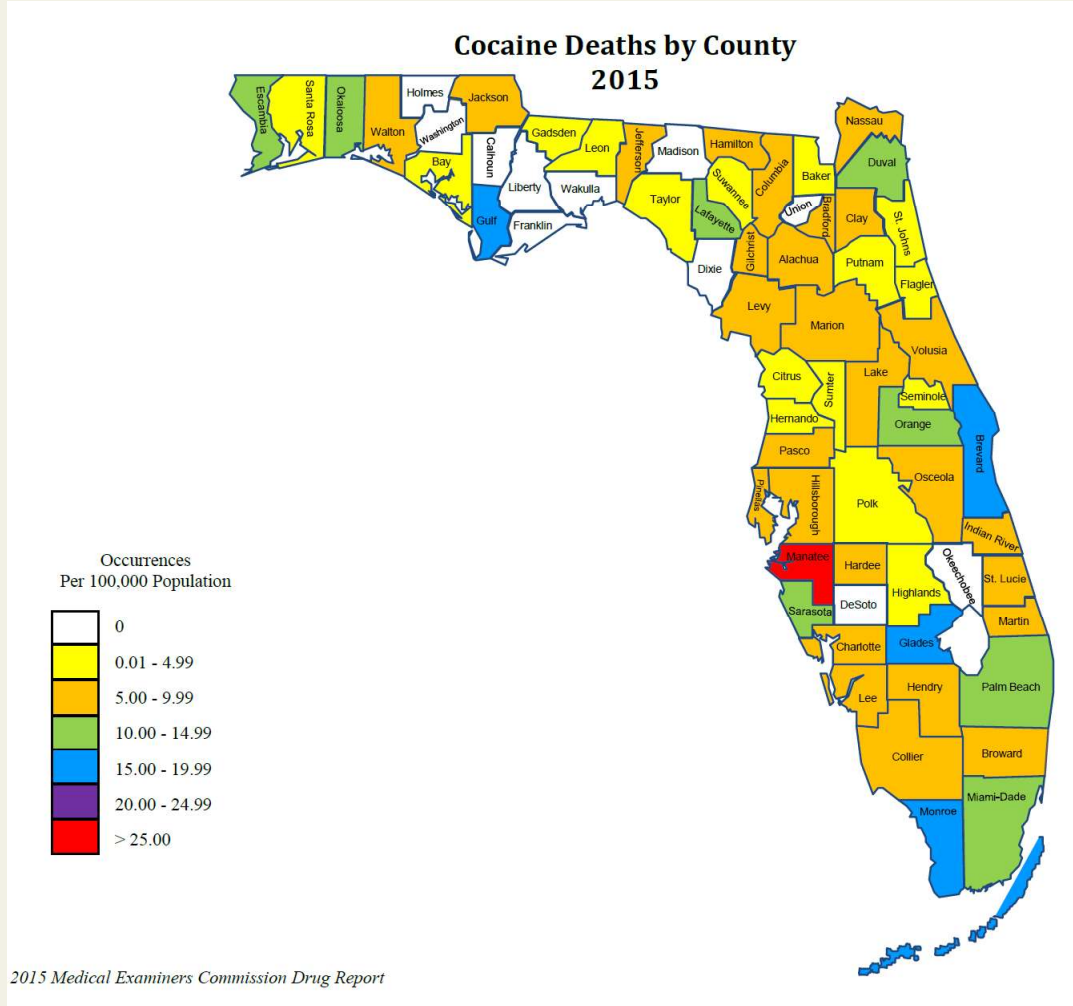 Cocaine Deaths by County
2015
Escambia
Santa Rosa
Okaloosa
Walton
Holmes
Washington
Jackson
Bay
Calhoun
Gulf
Liberty
Gadsden
Leon
Wakulla
Franklin
Jefferson
Madison
Taylor
Hamilton
Suwannee
Lafayette
Dixie
Columbia
Gilchrist
Baker
Union
Bradford
Nassau
Duval
Clay
St. Johns
Alachua
Putnam
Flagler
Levy
Marion
Volusia
Citrus
Sumter
Lake
Seminole
Hernando
Orange
Brevard
Pasco
Pinellas
Hillsborough
Polk
Osceola
Indian River
Manatee
Hardee
Highlands
Okeechobee
St. Lucie
Sarasota
DeSoto
Martin
Charlotte
Glades
Lee
Hendry
Palm Beach
Collier
Broward
Monroe
Miami-Dade
Occurrences
Per 100,000 Population
0
0.01 - 4.99
5.00 - 9.99
10.00 - 14.99
15.00 - 19.99
20.00 - 24.99
> 25.00
2015 Medical Examiners Commission Drug Report